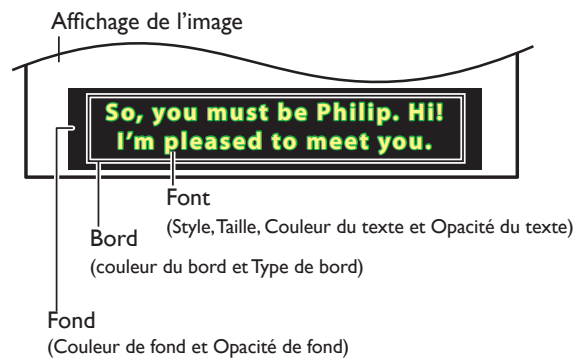 Affichage de l'image
So, you must be Philip. Hi!
I'm pleased to meet you.
Font
(Style, Taille, Couleur du texte et Opacité du texte)
Bord
(couleur du bord et Type de bord)
Fond
(Couleur de fond et Opacité de fond)